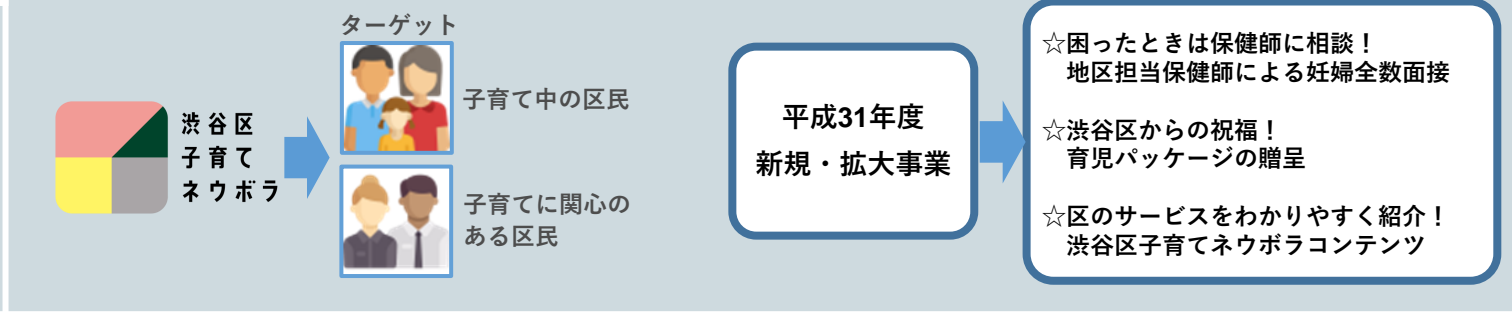 渋谷区
子育て
ネウボラ
ターゲット
子育て中の区民
子育てに関心の
ある区民
平成31年度
新規・拡大事業
☆困ったときは保健師に相談！
地区担当保健師による妊婦全数面接
☆渋谷区からの祝福！
育児パッケージの贈呈
☆区のサービスをわかりやすく紹介！
渋谷区子育てネウボラコンテンツ